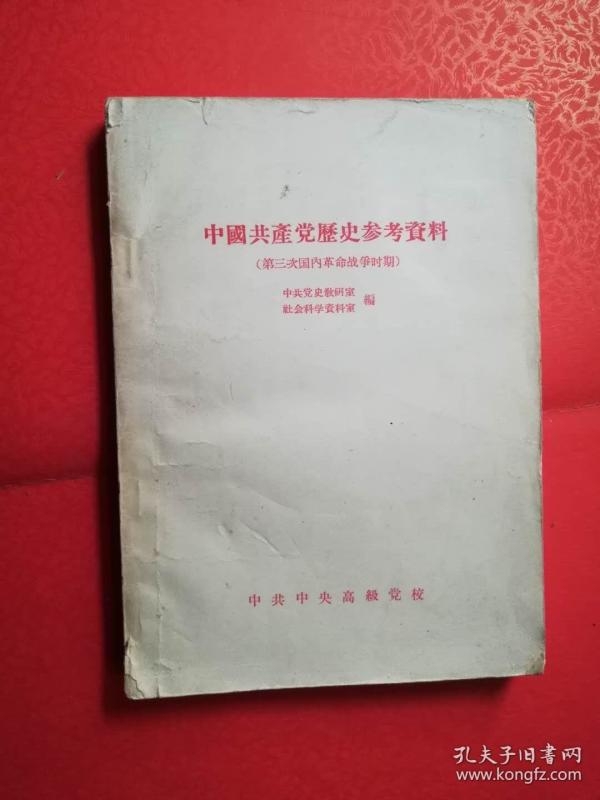 中國共產党歷史参考資料
（第三次国内革命战爭时期）
中共党史敎研室
社会科学資料室
編
中共中央高級党校
孔夫子旧书网
www.kongfz.com